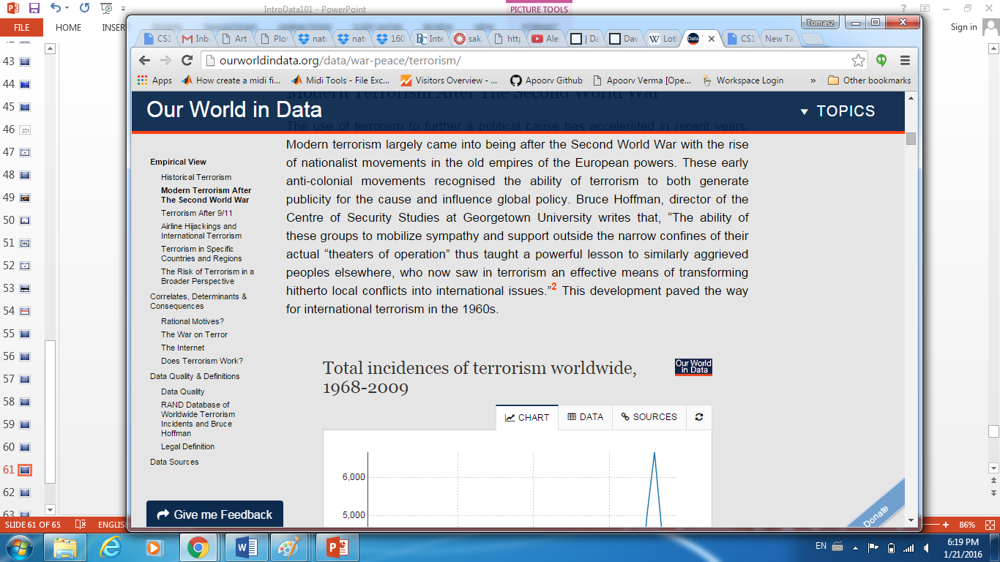 IntroData101 - PowerPoint
PICTURE TOOLS
FILE
HOME
INSER
Sign in
Tomasz
CS1
Inb
Art
Plo
nat
nat
160
Inte
sak
http
Ale
| Da
Dav
Lot
CS1
New Ta
ourworldindata.org/data/war-peace/terrorism/
Apps
How create a midi fi...
Midi Tools - File Exc...
Visitors Overview - ...
Apoorv Github
Apoorv Verma [Ope...
Workspace Login
»
Other bookmarks
Modern Terrorism After The Second World War
Our World in Data
TOPICS
The use of terrorism to further a political cause has accelerated in recent years.
Modern terrorism largely came into being after the Second World War with the rise
of nationalist movements in the old empires of the European powers. These early
anti-colonial movements recognised the ability of terrorism to both generate
publicity for the cause and influence global policy. Bruce Hoffman, director of the
Centre of Security Studies at Georgetown University writes that, “The ability of
these groups to mobilize sympathy and support outside the narrow confines of their
actual “theaters of operation” thus taught a powerful lesson to similarly aggrieved
peoples elsewhere, who now saw in terrorism an effective means of transforming
hitherto local conflicts into international issues.”2 This development paved the way
for international terrorism in the 1960s.
Empirical View
Historical Terrorism
Modern Terrorism After
The Second World War
Terrorism After 9/11
Airline Hijackings and
International Terrorism
Terrorism in Specific
Countries and Regions
The Risk of Terrorism in a
Broader Perspective
Correlates, Determinants &
Consequences
Rational Motives?
The War on Terror
The Internet
Does Terrorism Work?
Data Quality & Definitions
Data Quality
RAND Database of
Worldwide Terrorism
Incidents and Bruce
Hoffman
Legal Definition
Data Sources
Give me Feedback
Total incidences of terrorism worldwide,
1968-2009
Our World
in Data
CHART
DATA
SOURCES
6,000
5,000
Donate
43
44
45
46
47
48
49
50
51
52
53
54
55
56
57
58
59
60
61
62
63
SLIDE 61 OF 65
ENGLIS
86%
EN
6:19 PM
1/21/2016